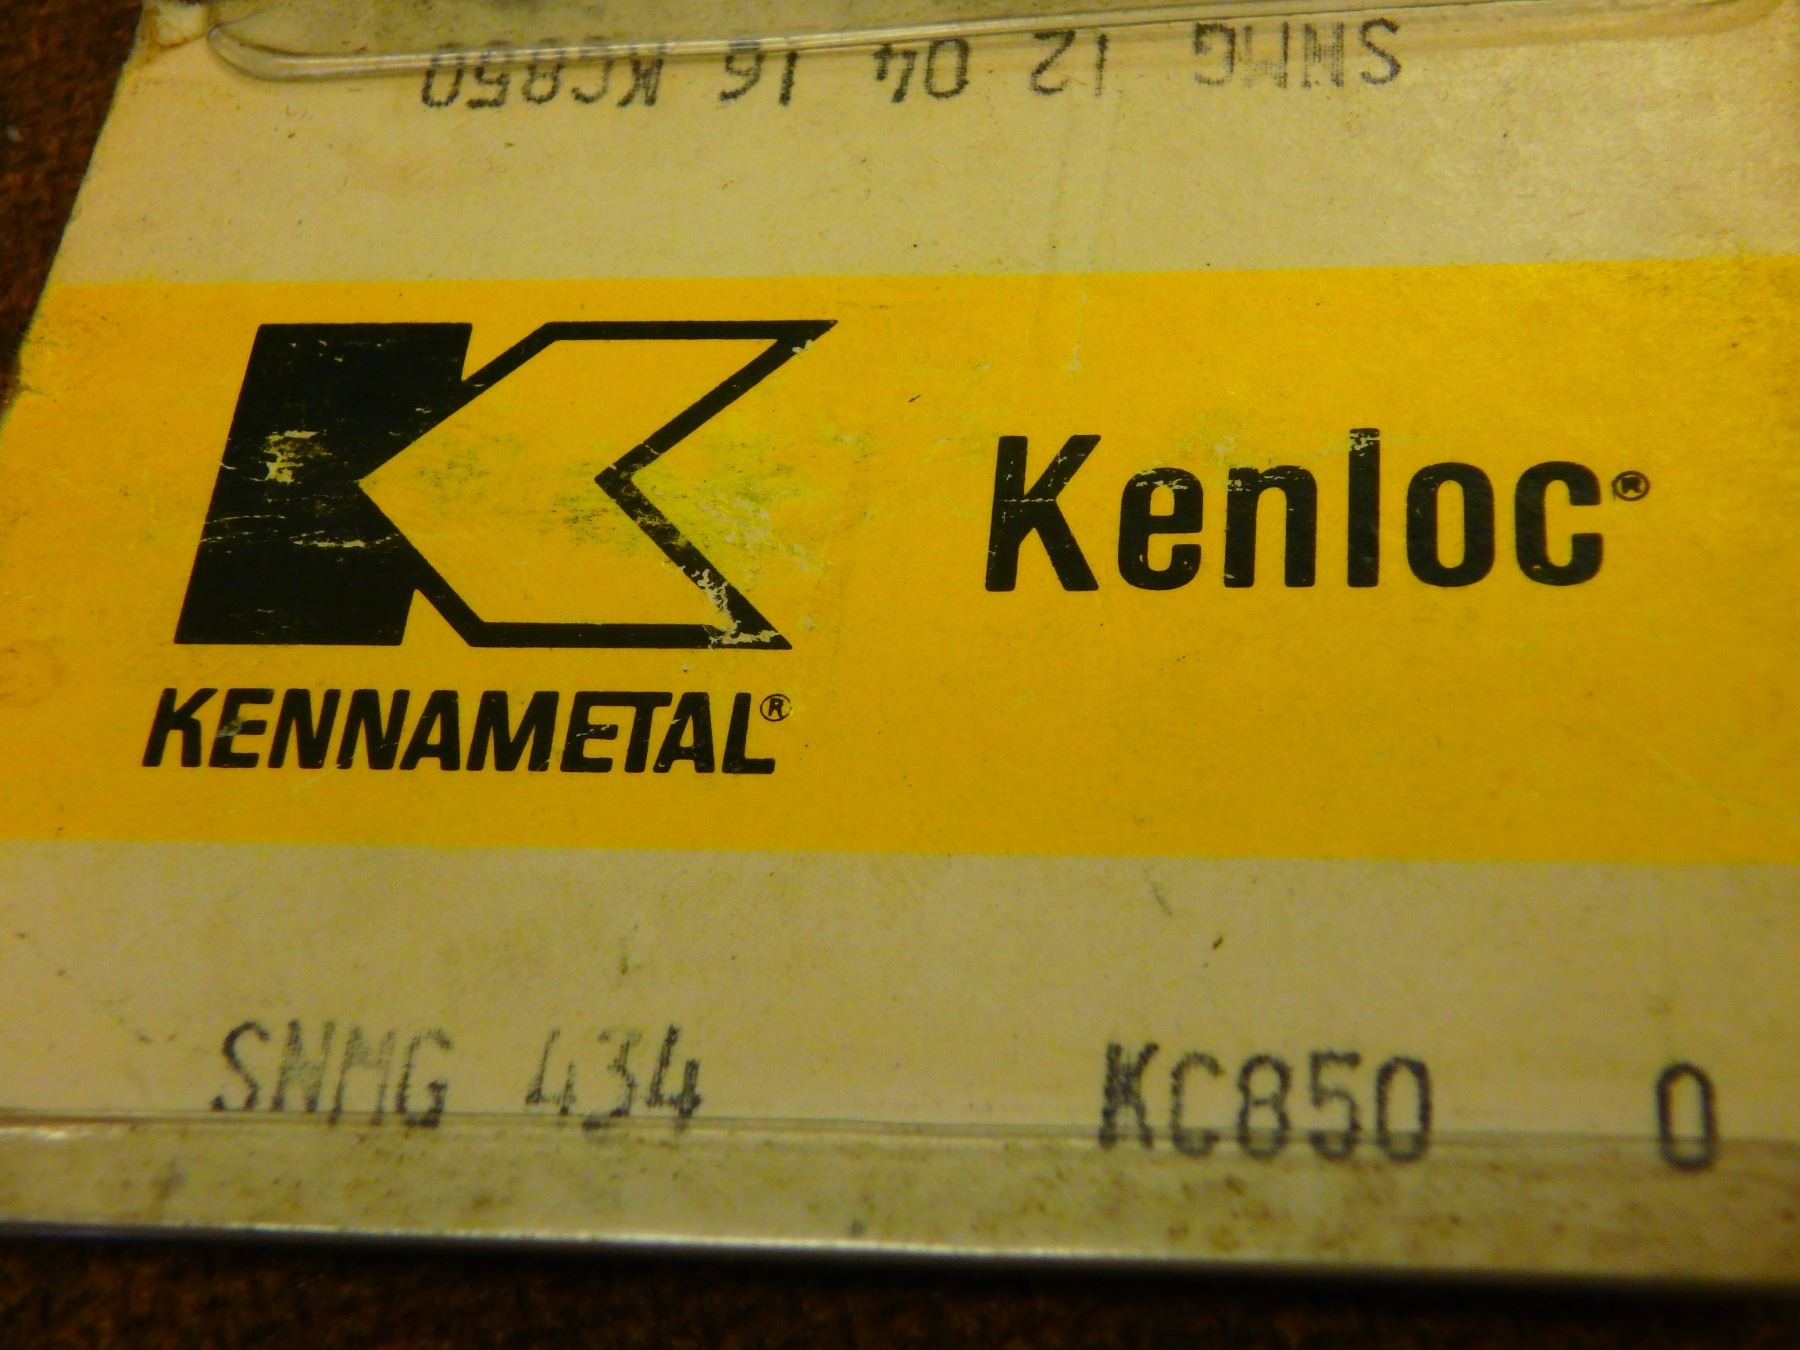 SNMG 12 04 16 KC850
Kenloc®
KENNAMETAL®
SNMG 434 KC850 0